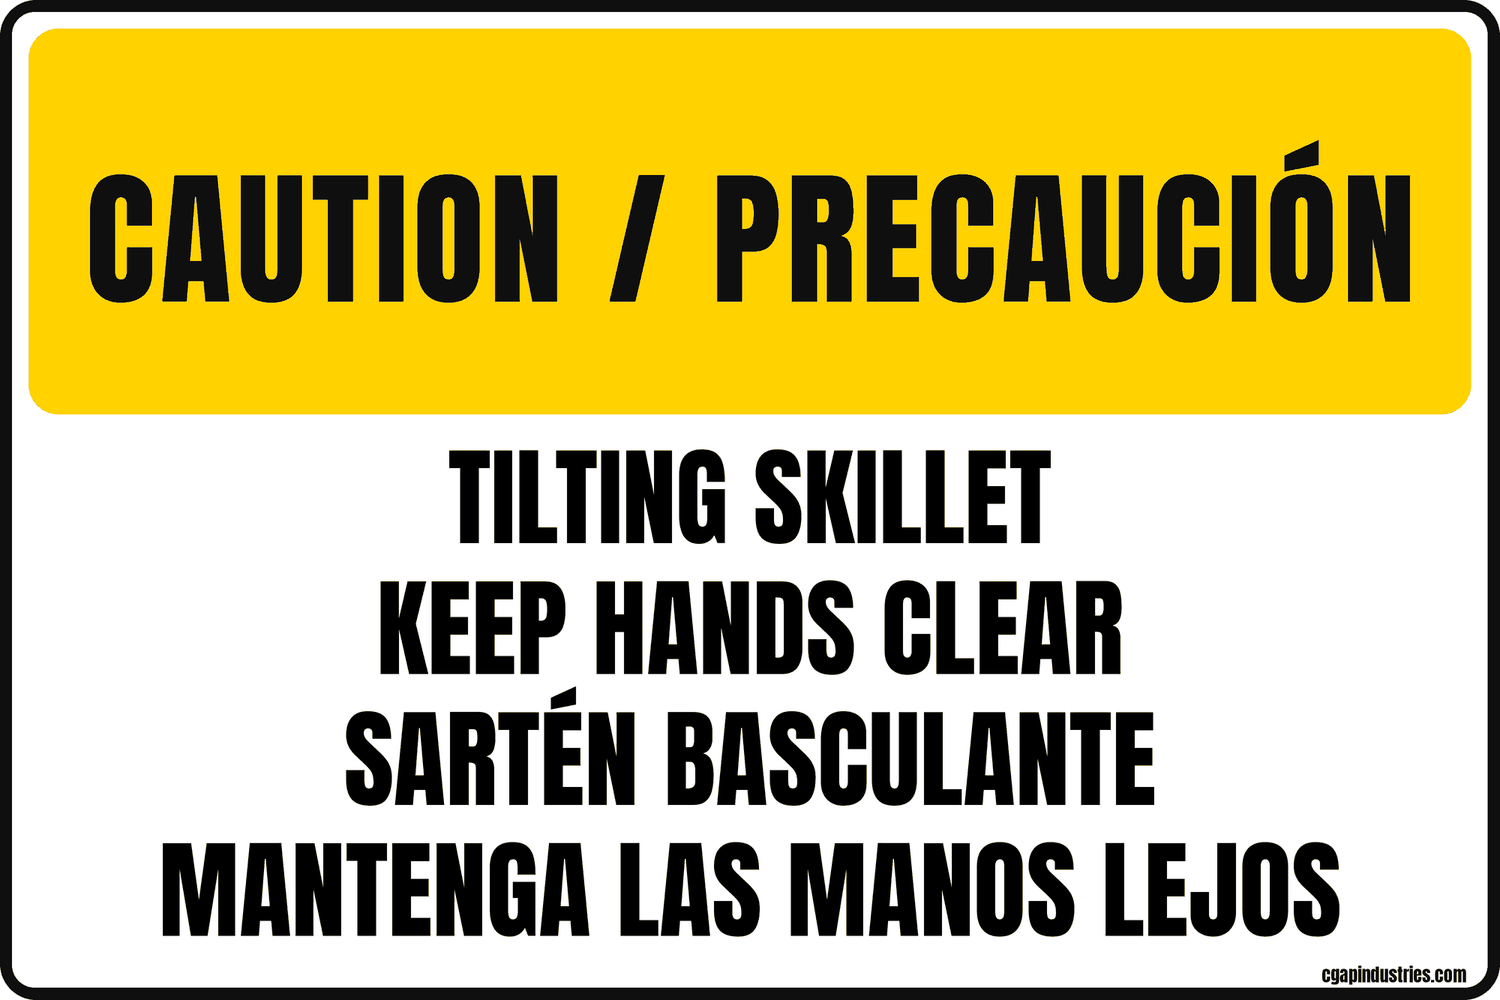 CAUTION / PRECAUCIÓN
TILTING SKILLET
KEEP HANDS CLEAR
SARTÉN BASCULANTE
MANTENGA LAS MANOS LEJOS
cgapindustries.com